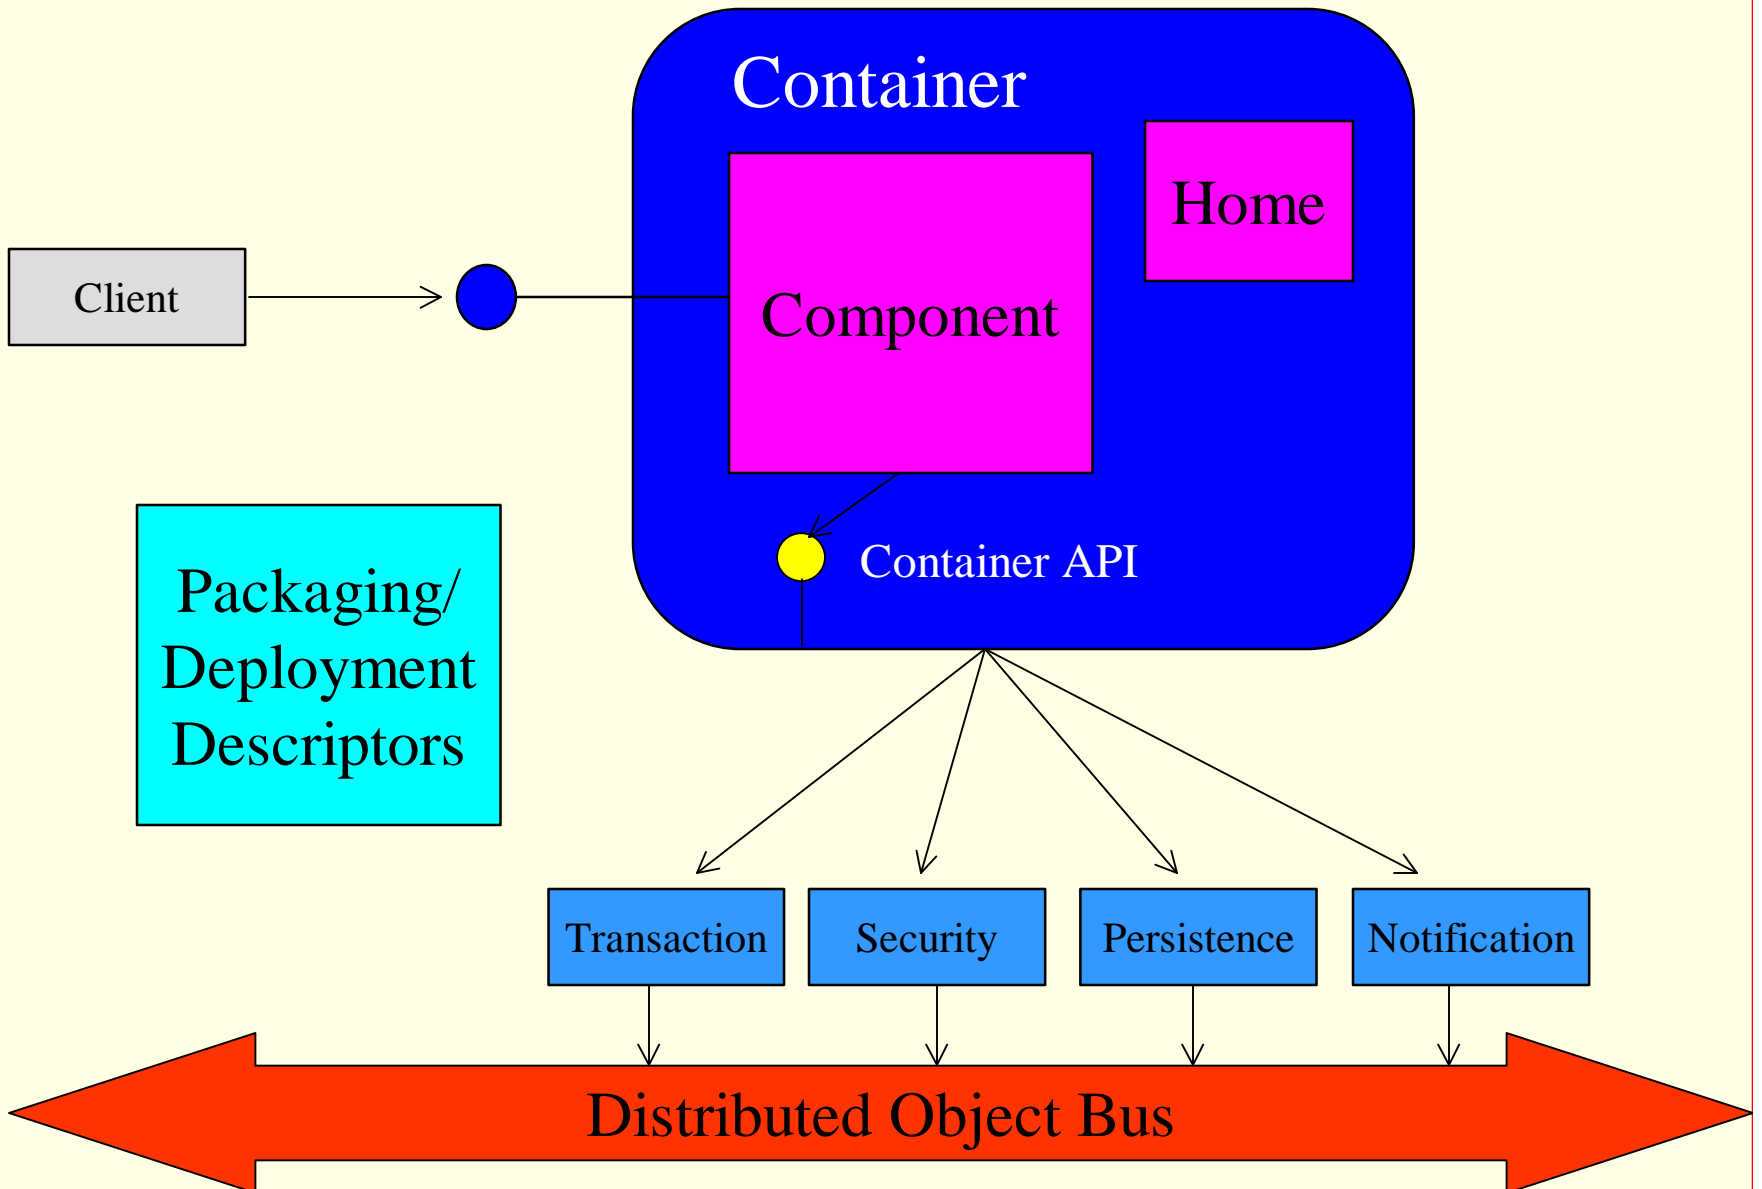 Container
Home
Client
Component
Container API
Packaging/
Deployment
Descriptors
Transaction
Security
Persistence
Notification
Distributed Object Bus